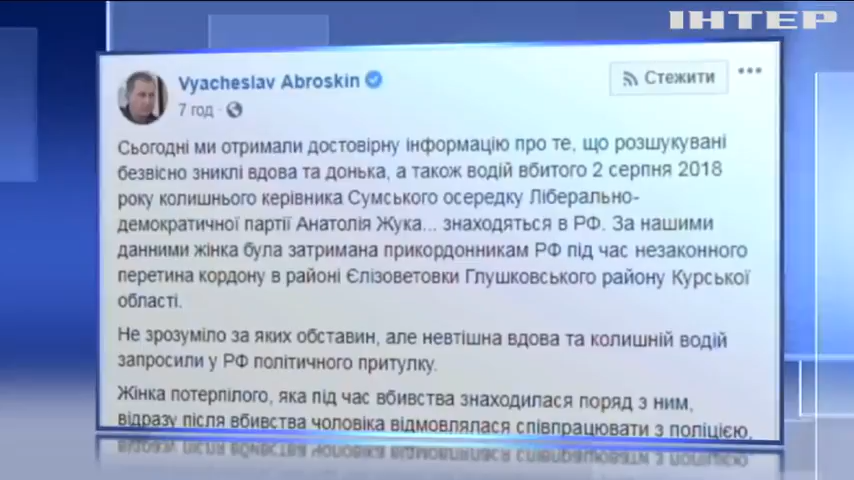 ІНТЕР
Vyacheslav Abroskin
Стежити
7 год
Сьогодні ми отримали достовірну інформацію про те, що розшукувані
безвісно зниклі вдова та донька, а також водій вбитого 2 серпня 2018
року колишнього керівника Сумського осередку Ліберально-
демократичної партії Анатолія Жука... знаходяться в РФ. За нашими
данними жінка була затримана прикордонникам РФ під час незаконного
перетина кордону в районі Єлізоветовки Глушковського району Курської
області.
Не зрозуміло за яких обставин, але невтішна вдова та колишній водій
запросили у РФ політичного притулку.
Жінка потерпілого, яка під час вбивства знаходилася поряд з ним,
відразу після вбивства чоловіка відмовлялася співпрацювати з поліцією,